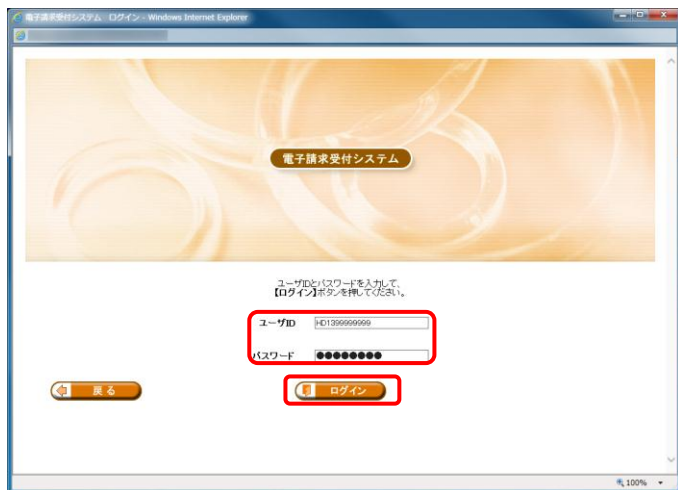 電子請求受付システム　ログイン - Windows Internet Explorer
電子請求受付システム
ユーザIDとパスワードを入力して、
【ログイン】ボタンを押してください。
ユーザID HD1399999999
パスワード ●●●●●●●●
戻る ログイン
100%